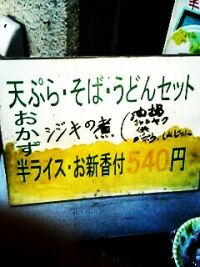 天ぷら・そば・うどんセット
おかず
シジキの煮
半ライス・お新香付540円